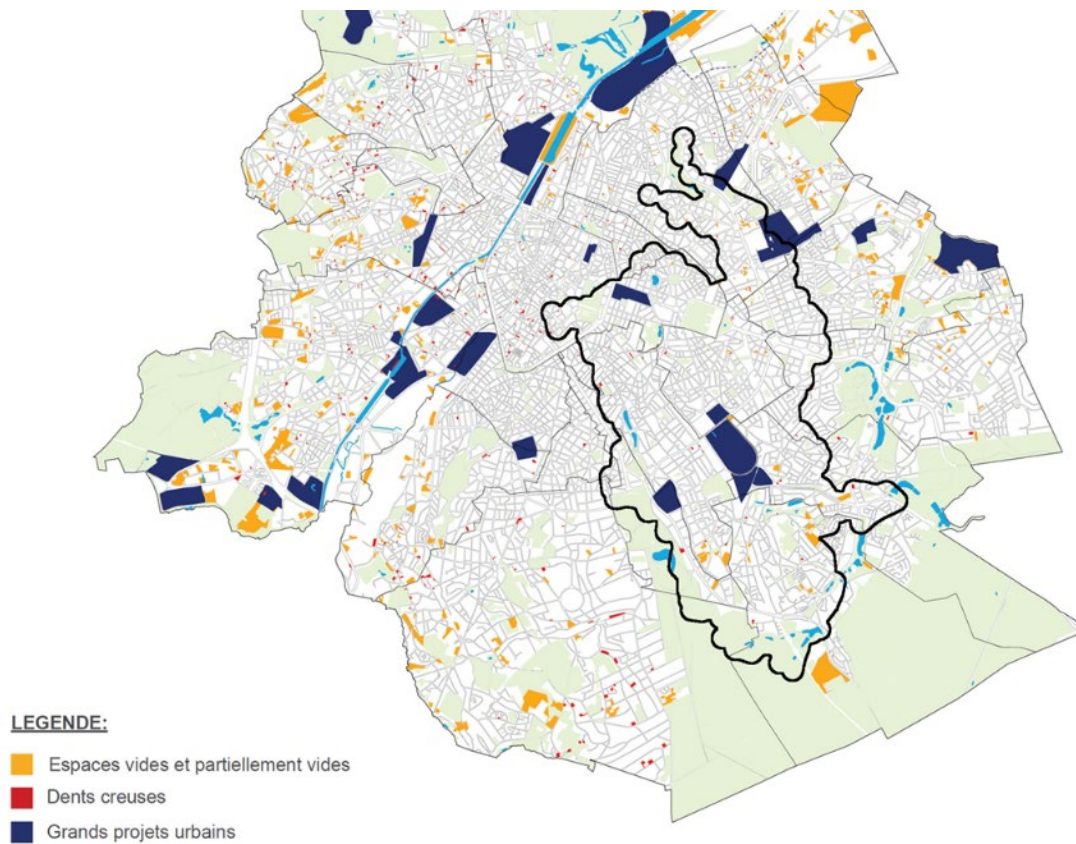 LEGENDE:
Espaces vides et partiellement vides
Dents creuses
Grands projets urbains